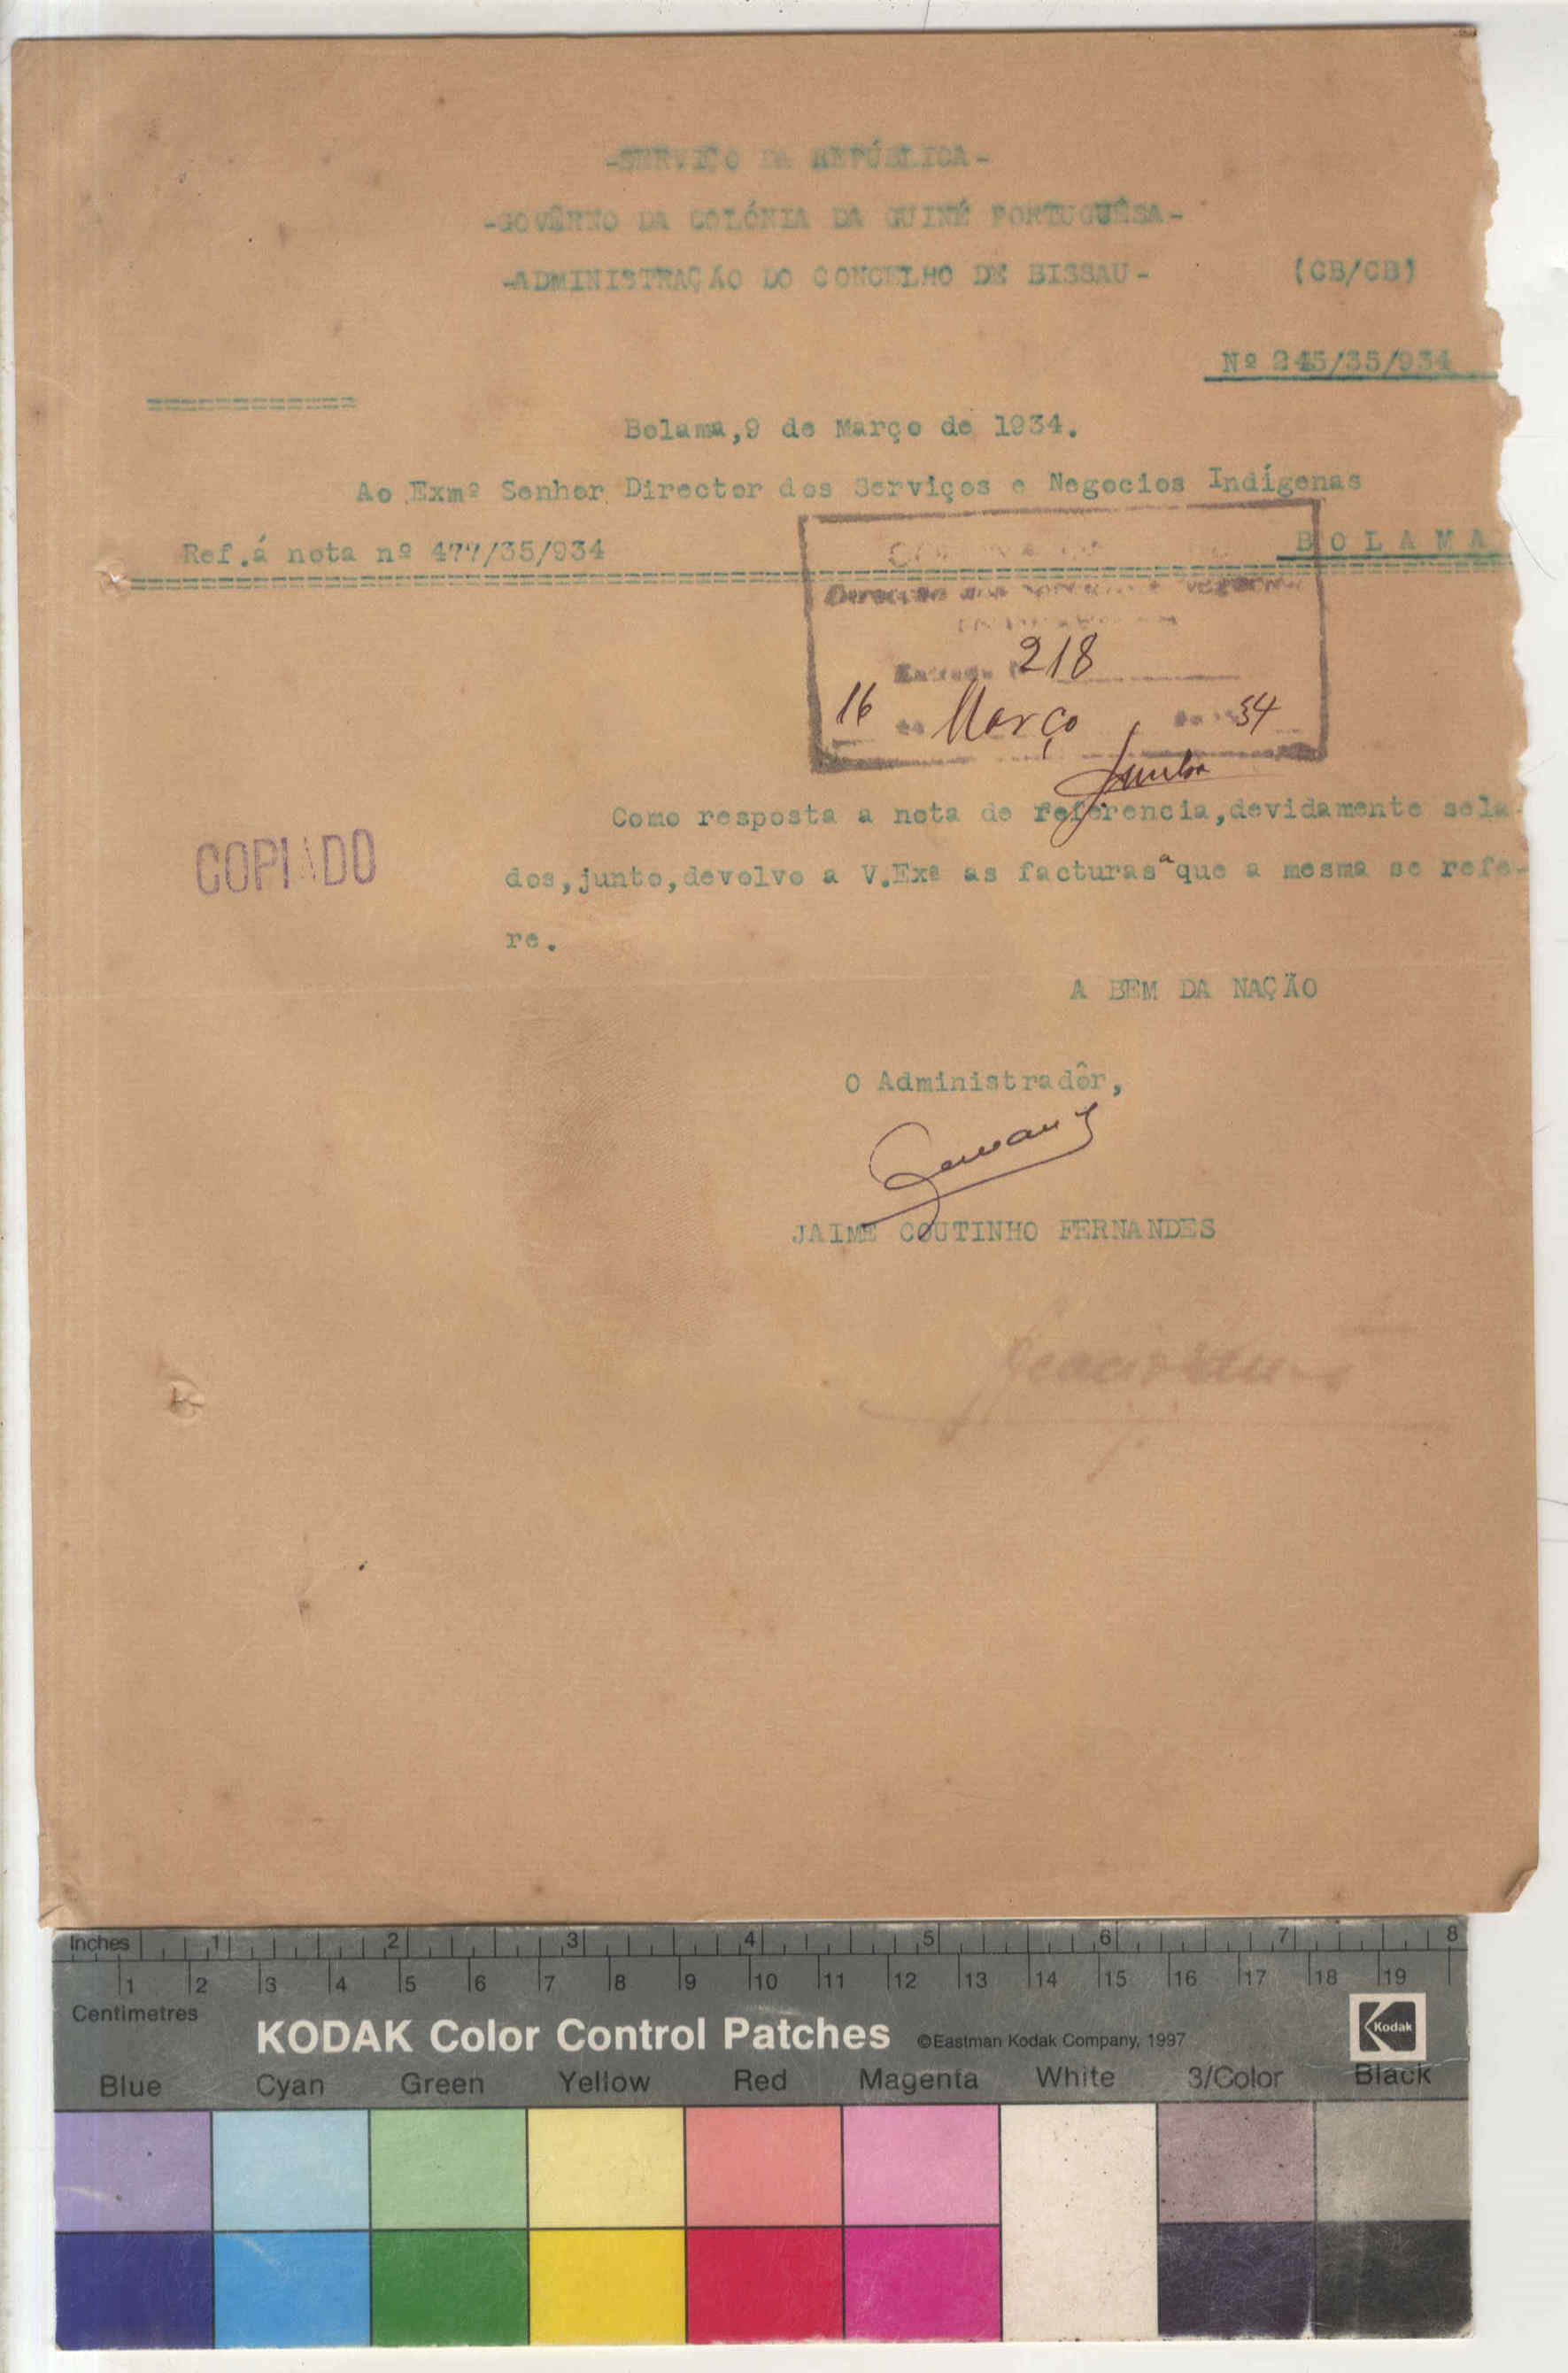 -SERVIÇO DA REPÚBLICA-
-GOVÊRNO DA COLÓNIA DA GUINÉ PORTUGUÊSA-
-ADMINISTRAÇÃO DO CONCELHO DE BISSAU-
(CB/CB)
Nº 245/35/934
Bolama,9 de Março de 1934.
Ao Exmº Senhor Director dos Serviços e Negocios Indígenas
Ref.á nota nº 477/35/934
BOLAMA
Direcção
Entrada
218
16 de Março de 34
Como resposta a nota de referencia,devidamente sela-
dos,junto,devolvo a V.Exª as facturas a que a mesma se refe-
re.
COPIADO
A BEM DA NAÇÃO
O Administradôr,
JAIME COUTINHO FERNANDES
Inches 1 2 3 4 5 6 7 8
1 2 3 4 5 6 7 8 9 10 11 12 13 14 15 16 17 18 19
Centimetres
KODAK Color Control Patches ©Eastman Kodak Company, 1997
Kodak
Blue Cyan Green Yellow Red Magenta White 3/Color Black